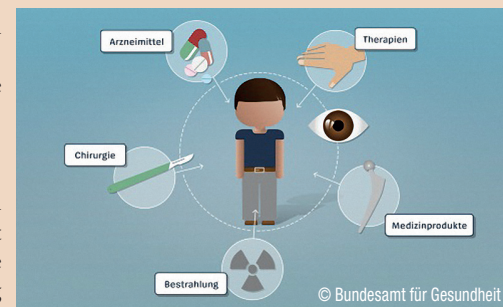 Arzneimittel
Therapien
Chirurgie
Medizinprodukte
Bestrahlung
© Bundesamt für Gesundheit